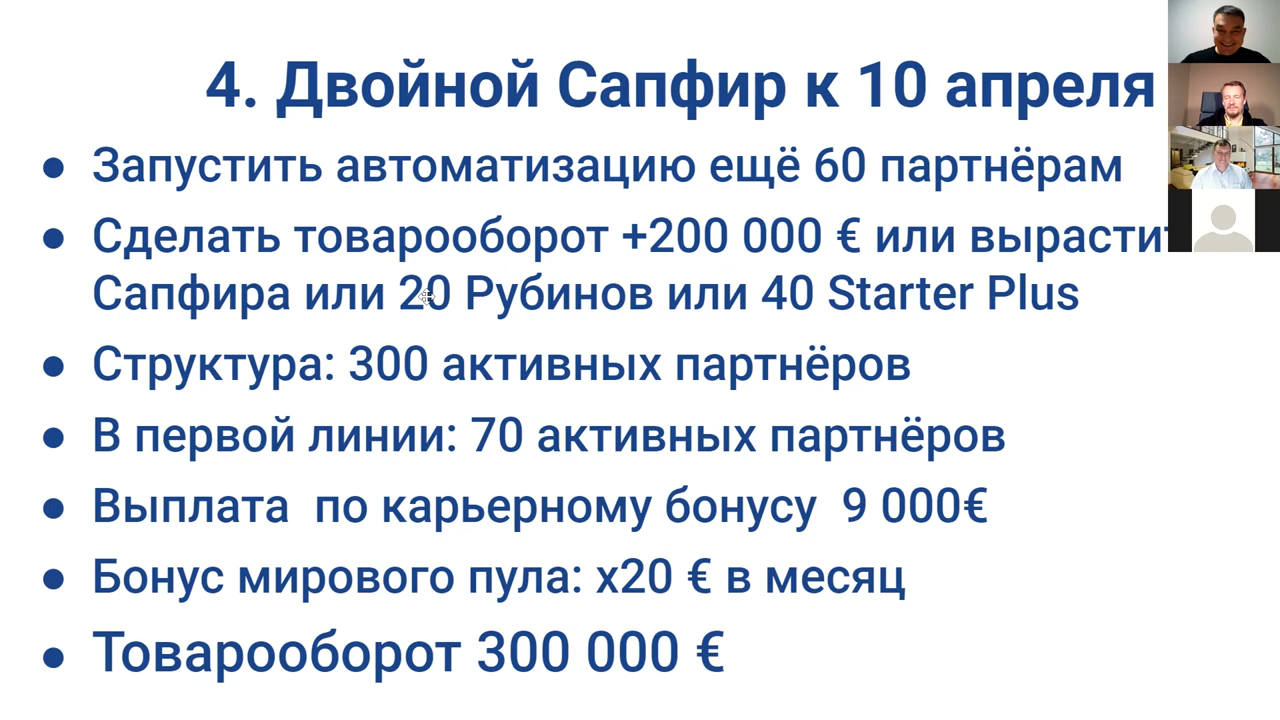 4. Двойной Сапфир к 10 апреля
● Запустить автоматизацию ещё 60 партнёрам
● Сделать товарооборот +200 000 € или вырасти
Сапфира или 20 Рубинов или 40 Starter Plus
● Структура: 300 активных партнёров
● В первой линии: 70 активных партнёров
● Выплата по карьерному бонусу 9 000€
● Бонус мирового пула: х20 € в месяц
● Товарооборот 300 000 €